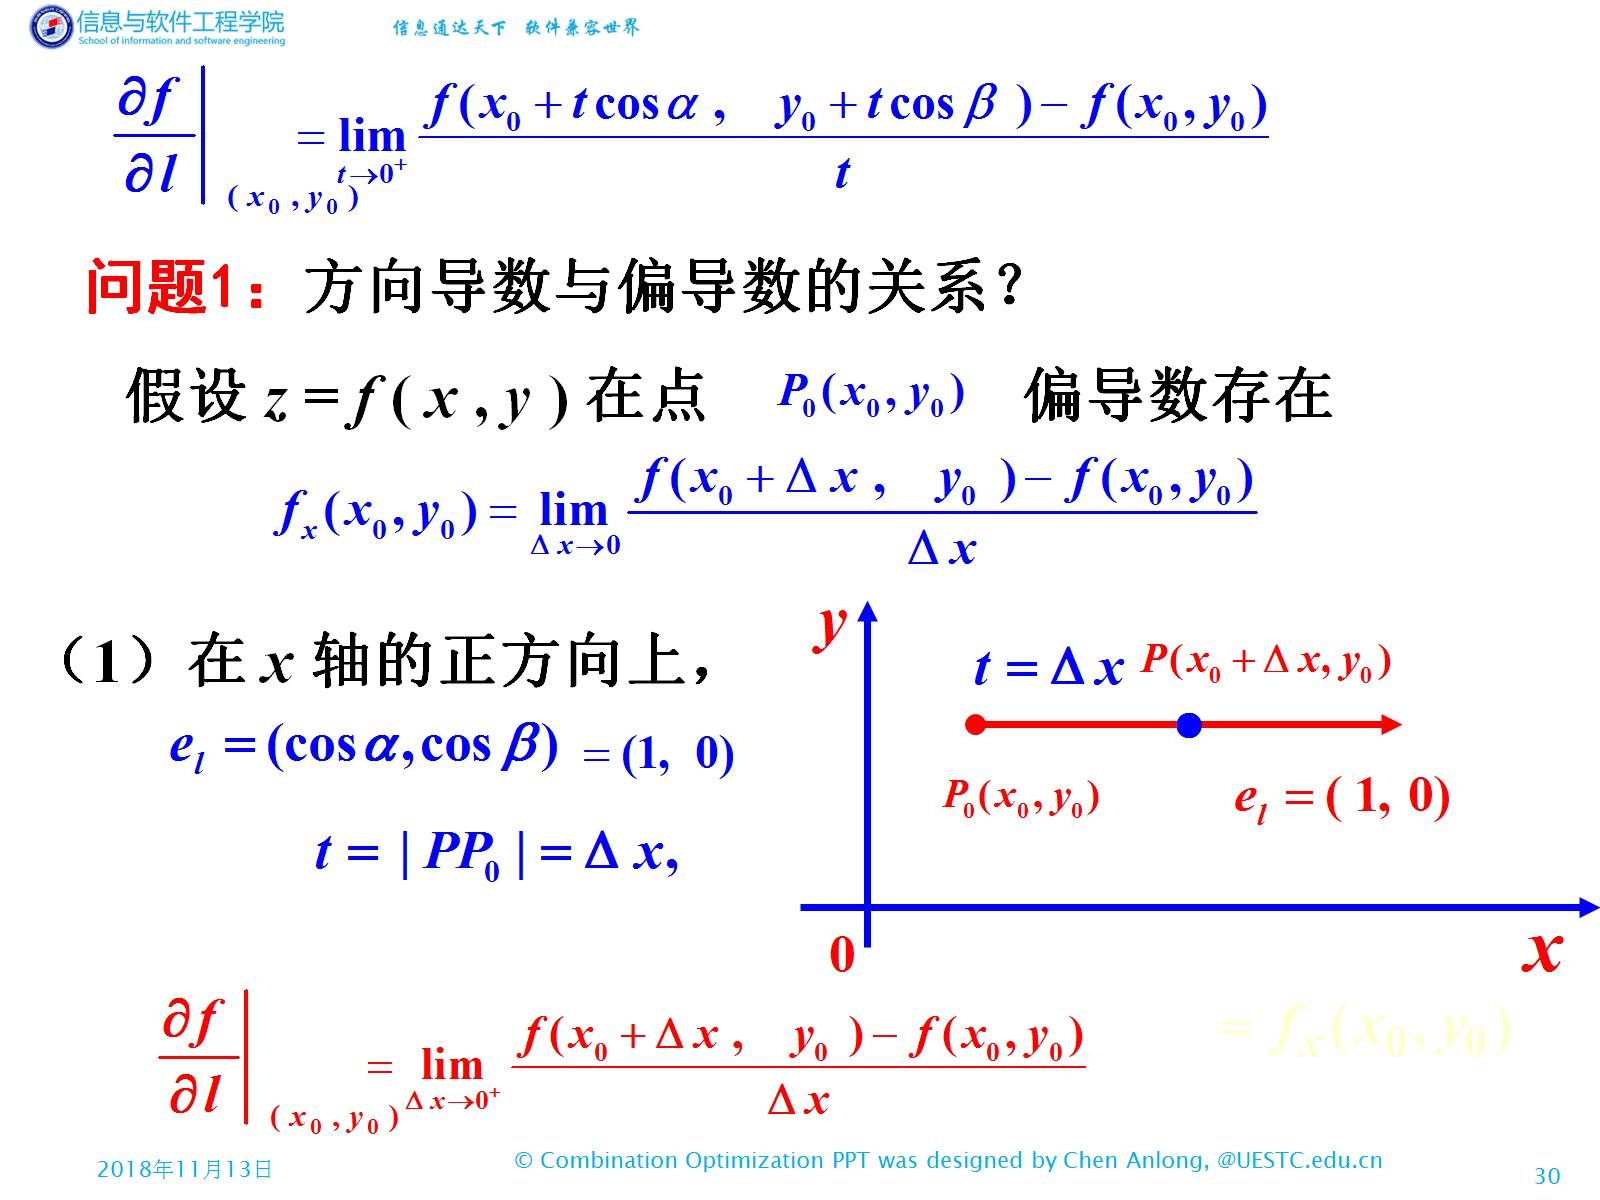 信息与软件工程学院
School of information and software engineering
信息通达天下 软件兼容世界
∂f/∂l |(x₀,y₀) = lim t→0⁺ [f(x₀+t cosα, y₀+t cosβ)−f(x₀,y₀)]/t
问题1：方向导数与偏导数的关系？
假设 z = f(x,y) 在点 P₀(x₀,y₀) 偏导数存在
fₓ(x₀,y₀) = lim Δx→0 [f(x₀+Δx, y₀)−f(x₀,y₀)]/Δx
（1）在 x 轴的正方向上，
e_l = (cosα,cosβ) = (1, 0)
t = |PP₀| = Δx,
y
t = Δx P(x₀+Δx,y₀)
P₀(x₀,y₀)
e_l = (1, 0)
0
x
∂f/∂l |(x₀,y₀) = lim Δx→0⁺ [f(x₀+Δx, y₀)−f(x₀,y₀)]/Δx = fₓ(x₀,y₀)
2018年11月13日
© Combination Optimization PPT was designed by Chen Anlong, @UESTC.edu.cn
30